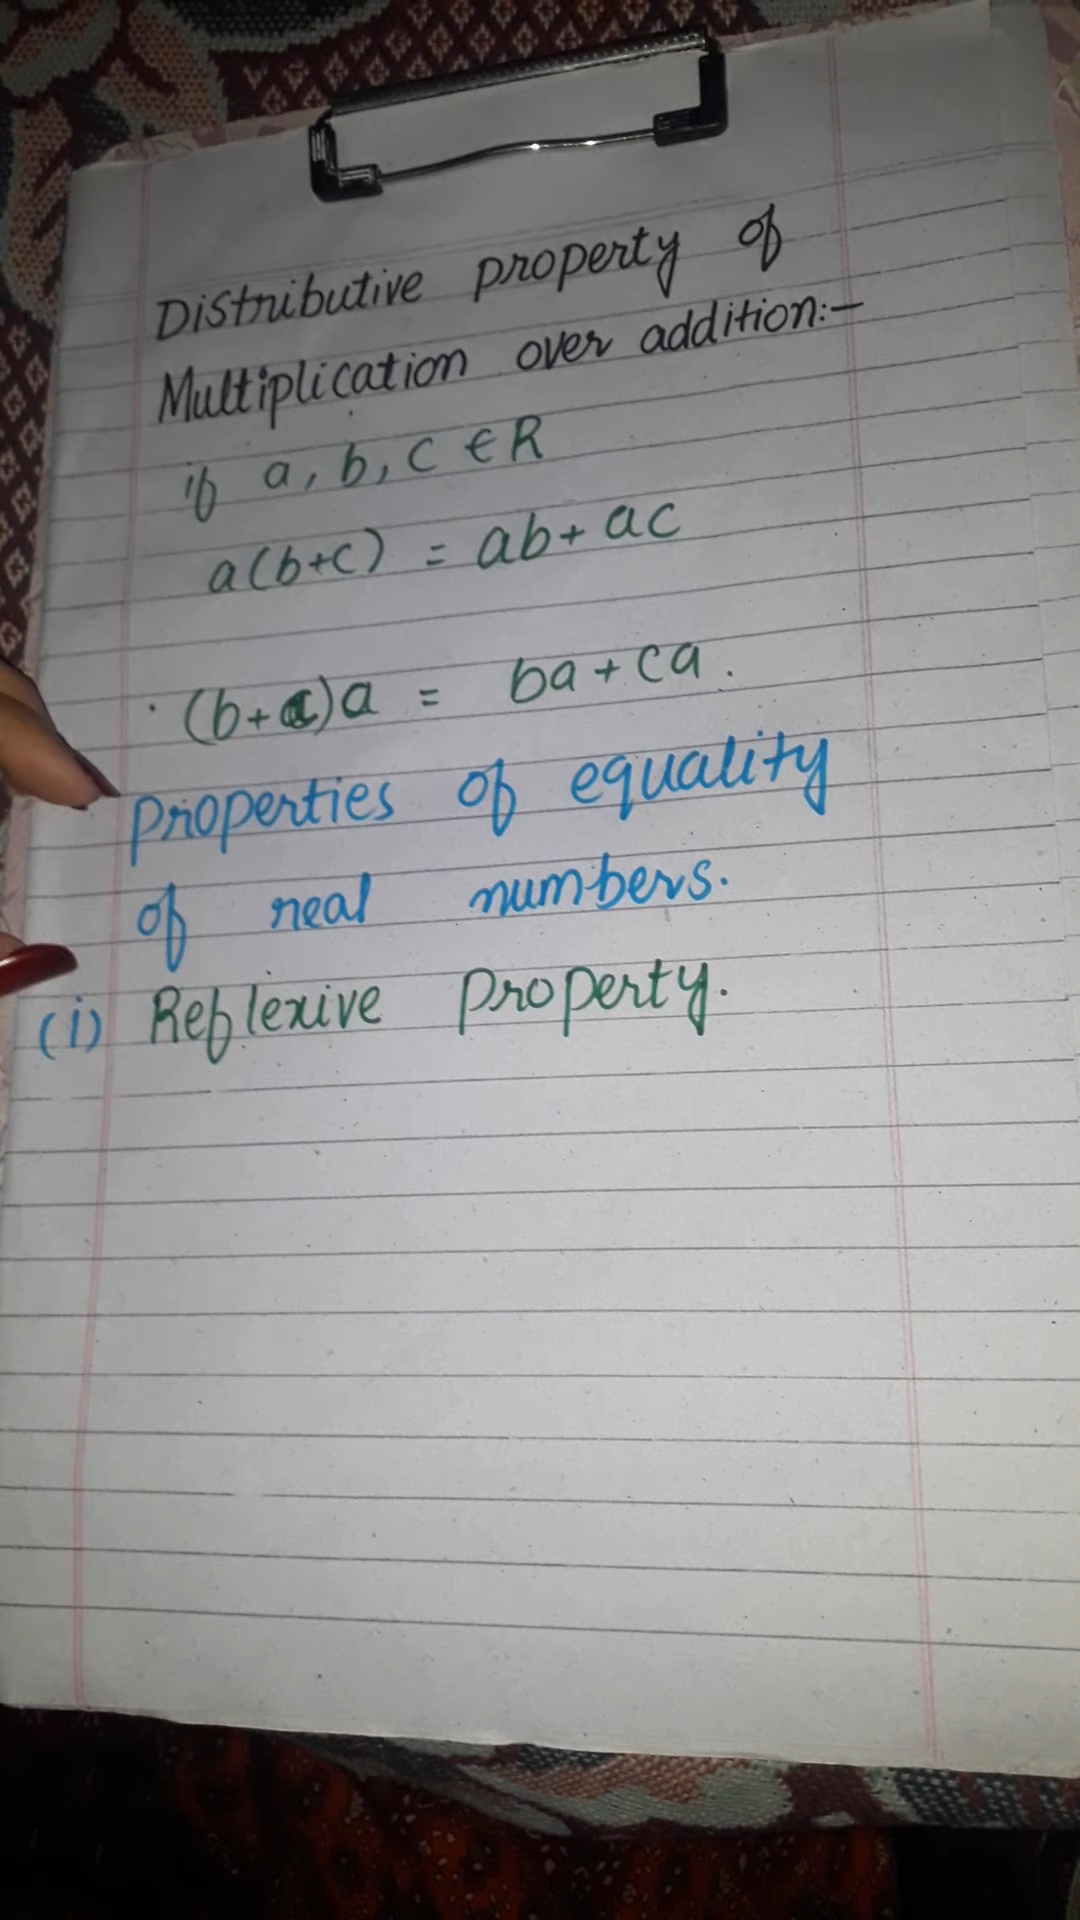 Distributive property of
Multiplication over addition:-
if a, b, c ∈ R
a(b+c) = ab + ac
(b+c)a = ba + ca.
properties of equality
of real numbers.
(i) Reflexive Property.